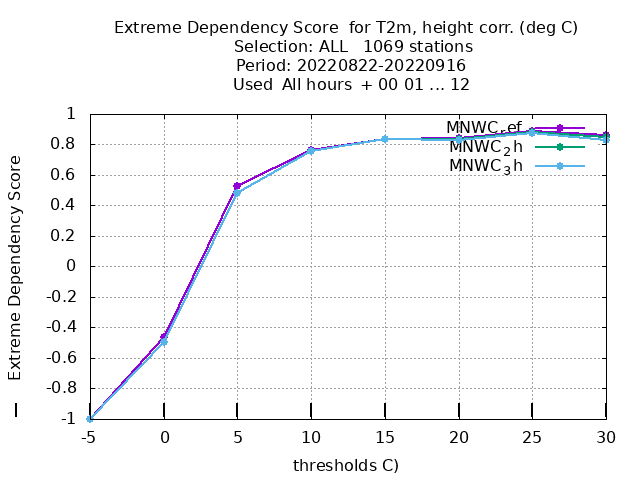 Extreme Dependency Score  for T2m, height corr. (deg C)
Selection: ALL   1069 stations
Period: 20220822-20220916
Used  All hours  + 00 01 ... 12
MNWC_ref
MNWC_2h
MNWC_3h
1
0.8
0.6
0.4
0.2
0
-0.2
-0.4
-0.6
-0.8
-1
Extreme Dependency Score
-5
0
5
10
15
20
25
30
thresholds C)